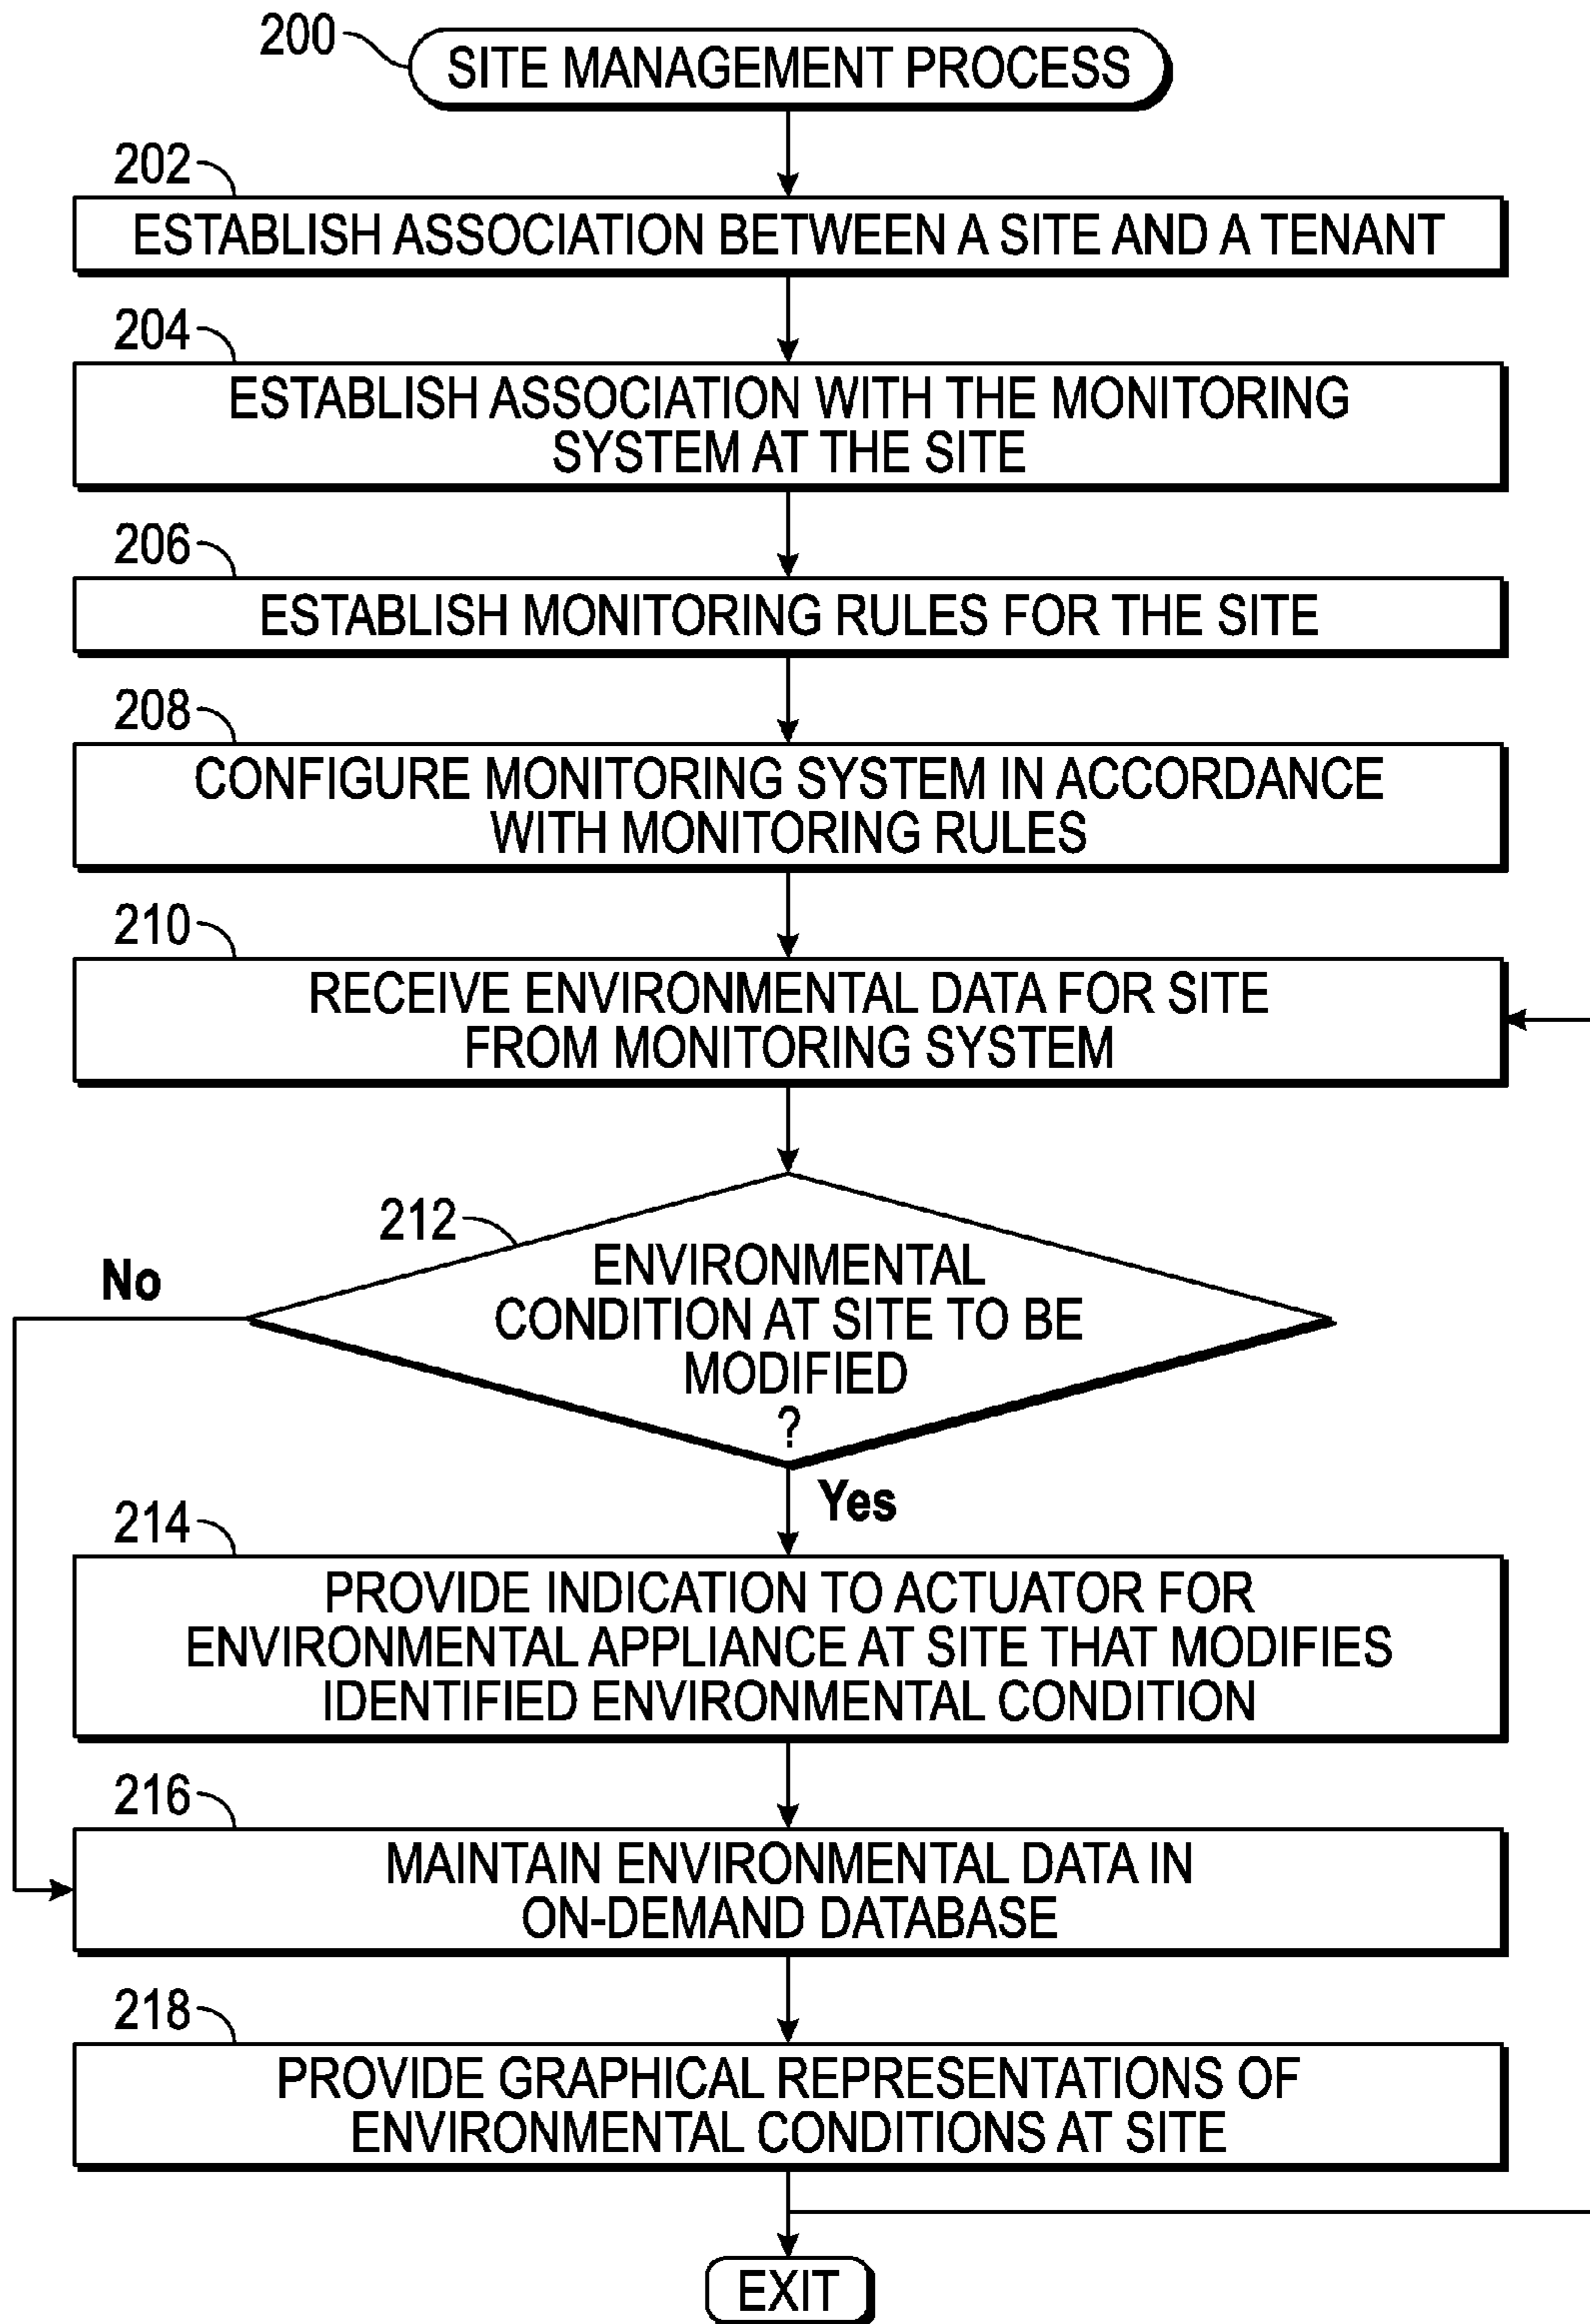 200
SITE MANAGEMENT PROCESS
202
ESTABLISH ASSOCIATION BETWEEN A SITE AND A TENANT
204
ESTABLISH ASSOCIATION WITH THE MONITORING
SYSTEM AT THE SITE
206
ESTABLISH MONITORING RULES FOR THE SITE
208
CONFIGURE MONITORING SYSTEM IN ACCORDANCE
WITH MONITORING RULES
210
RECEIVE ENVIRONMENTAL DATA FOR SITE
FROM MONITORING SYSTEM
212
ENVIRONMENTAL
CONDITION AT SITE TO BE
MODIFIED
?
No
Yes
214
PROVIDE INDICATION TO ACTUATOR FOR
ENVIRONMENTAL APPLIANCE AT SITE THAT MODIFIES
IDENTIFIED ENVIRONMENTAL CONDITION
216
MAINTAIN ENVIRONMENTAL DATA IN
ON-DEMAND DATABASE
218
PROVIDE GRAPHICAL REPRESENTATIONS OF
ENVIRONMENTAL CONDITIONS AT SITE
EXIT